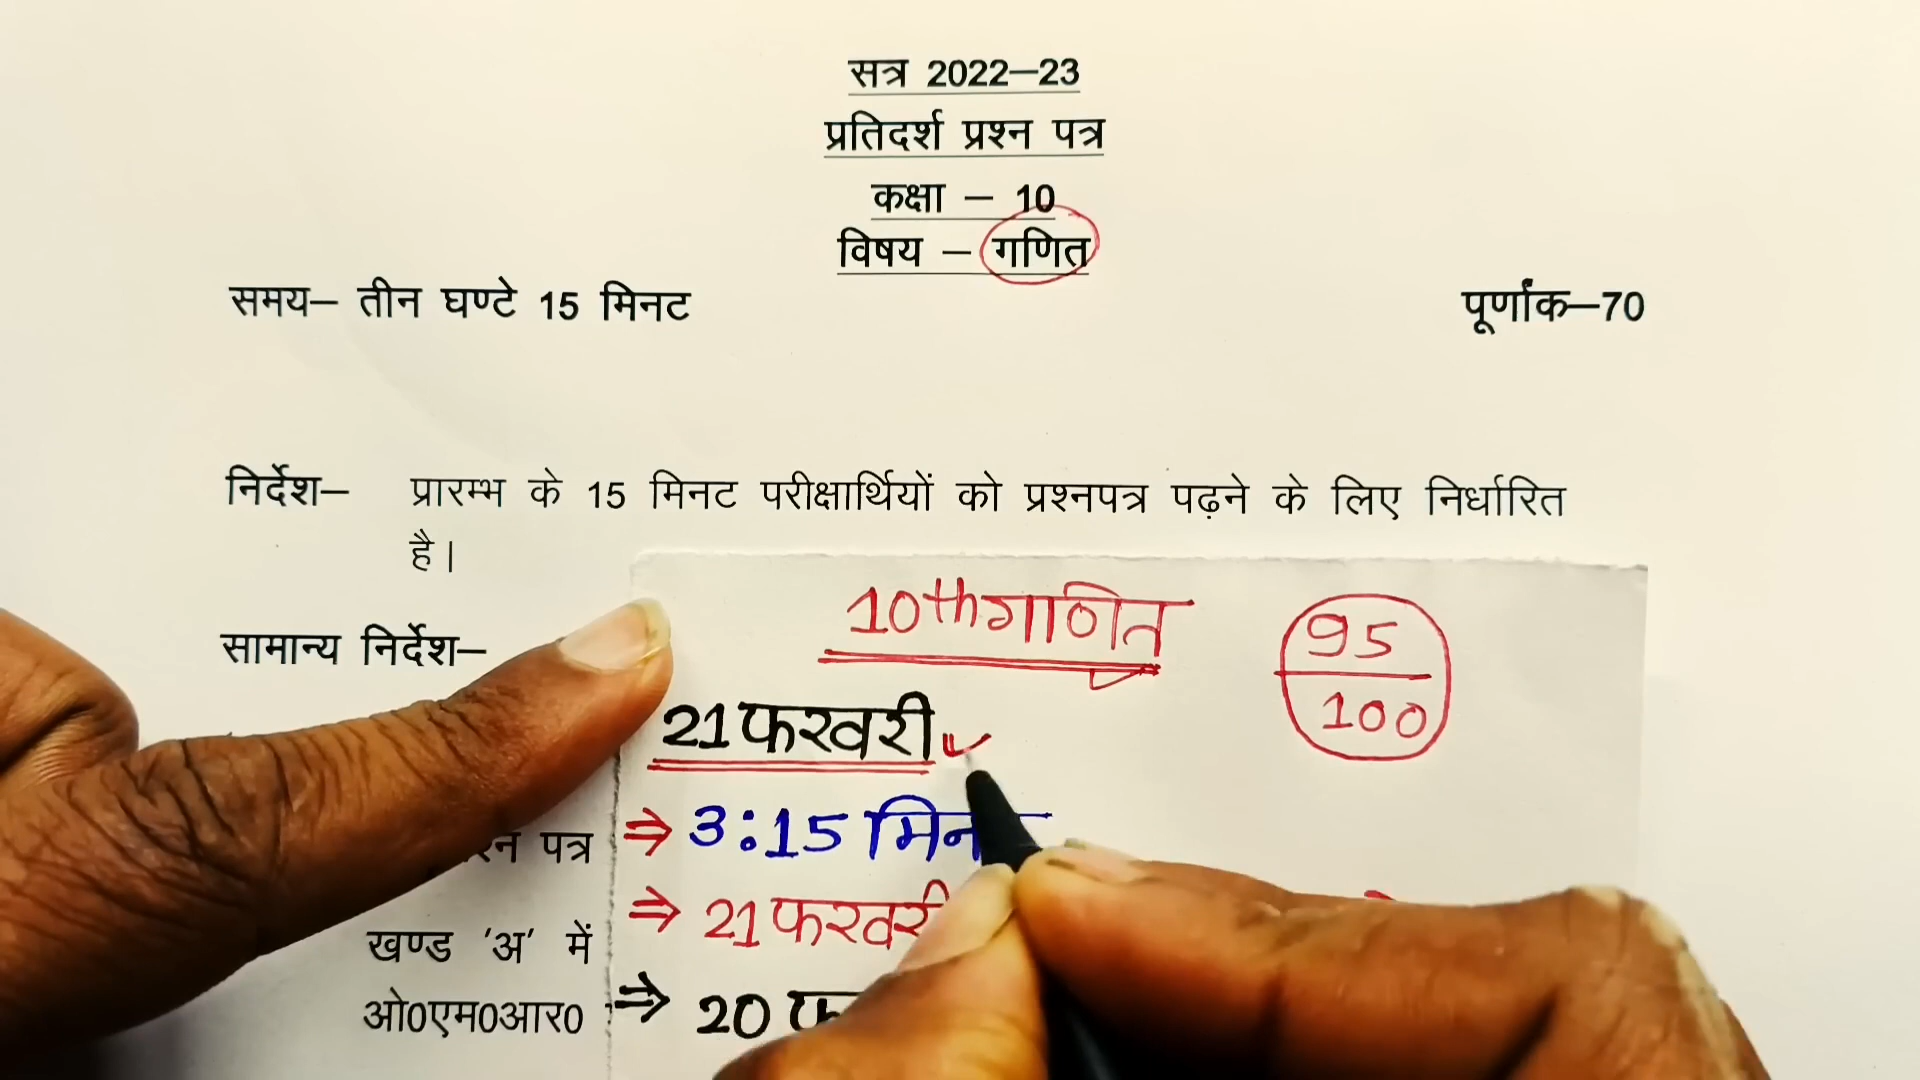 सत्र 2022–23
प्रतिदर्श प्रश्न पत्र
कक्षा – 10
विषय – गणित
समय– तीन घण्टे 15 मिनट
पूर्णांक–70
निर्देश– प्रारम्भ के 15 मिनट परीक्षार्थियों को प्रश्नपत्र पढ़ने के लिए निर्धारित
है।
सामान्य निर्देश–
10th गणित
95
100
21 फरवरी
⇒ 3:15
पत्र
⇒ 21 फरवरी
खण्ड 'अ' में
ओ0एम0आर0
⇒ 20